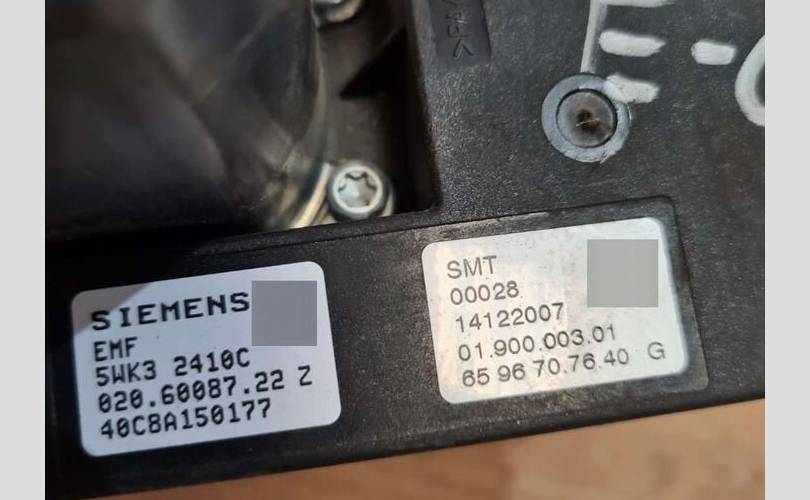 SIEMENS
EMF
5WK3 2410C
020.60087.22 Z
40C8A150177
SMT
00028
14122007
01.900.003.01
65 96 70.76.40 G